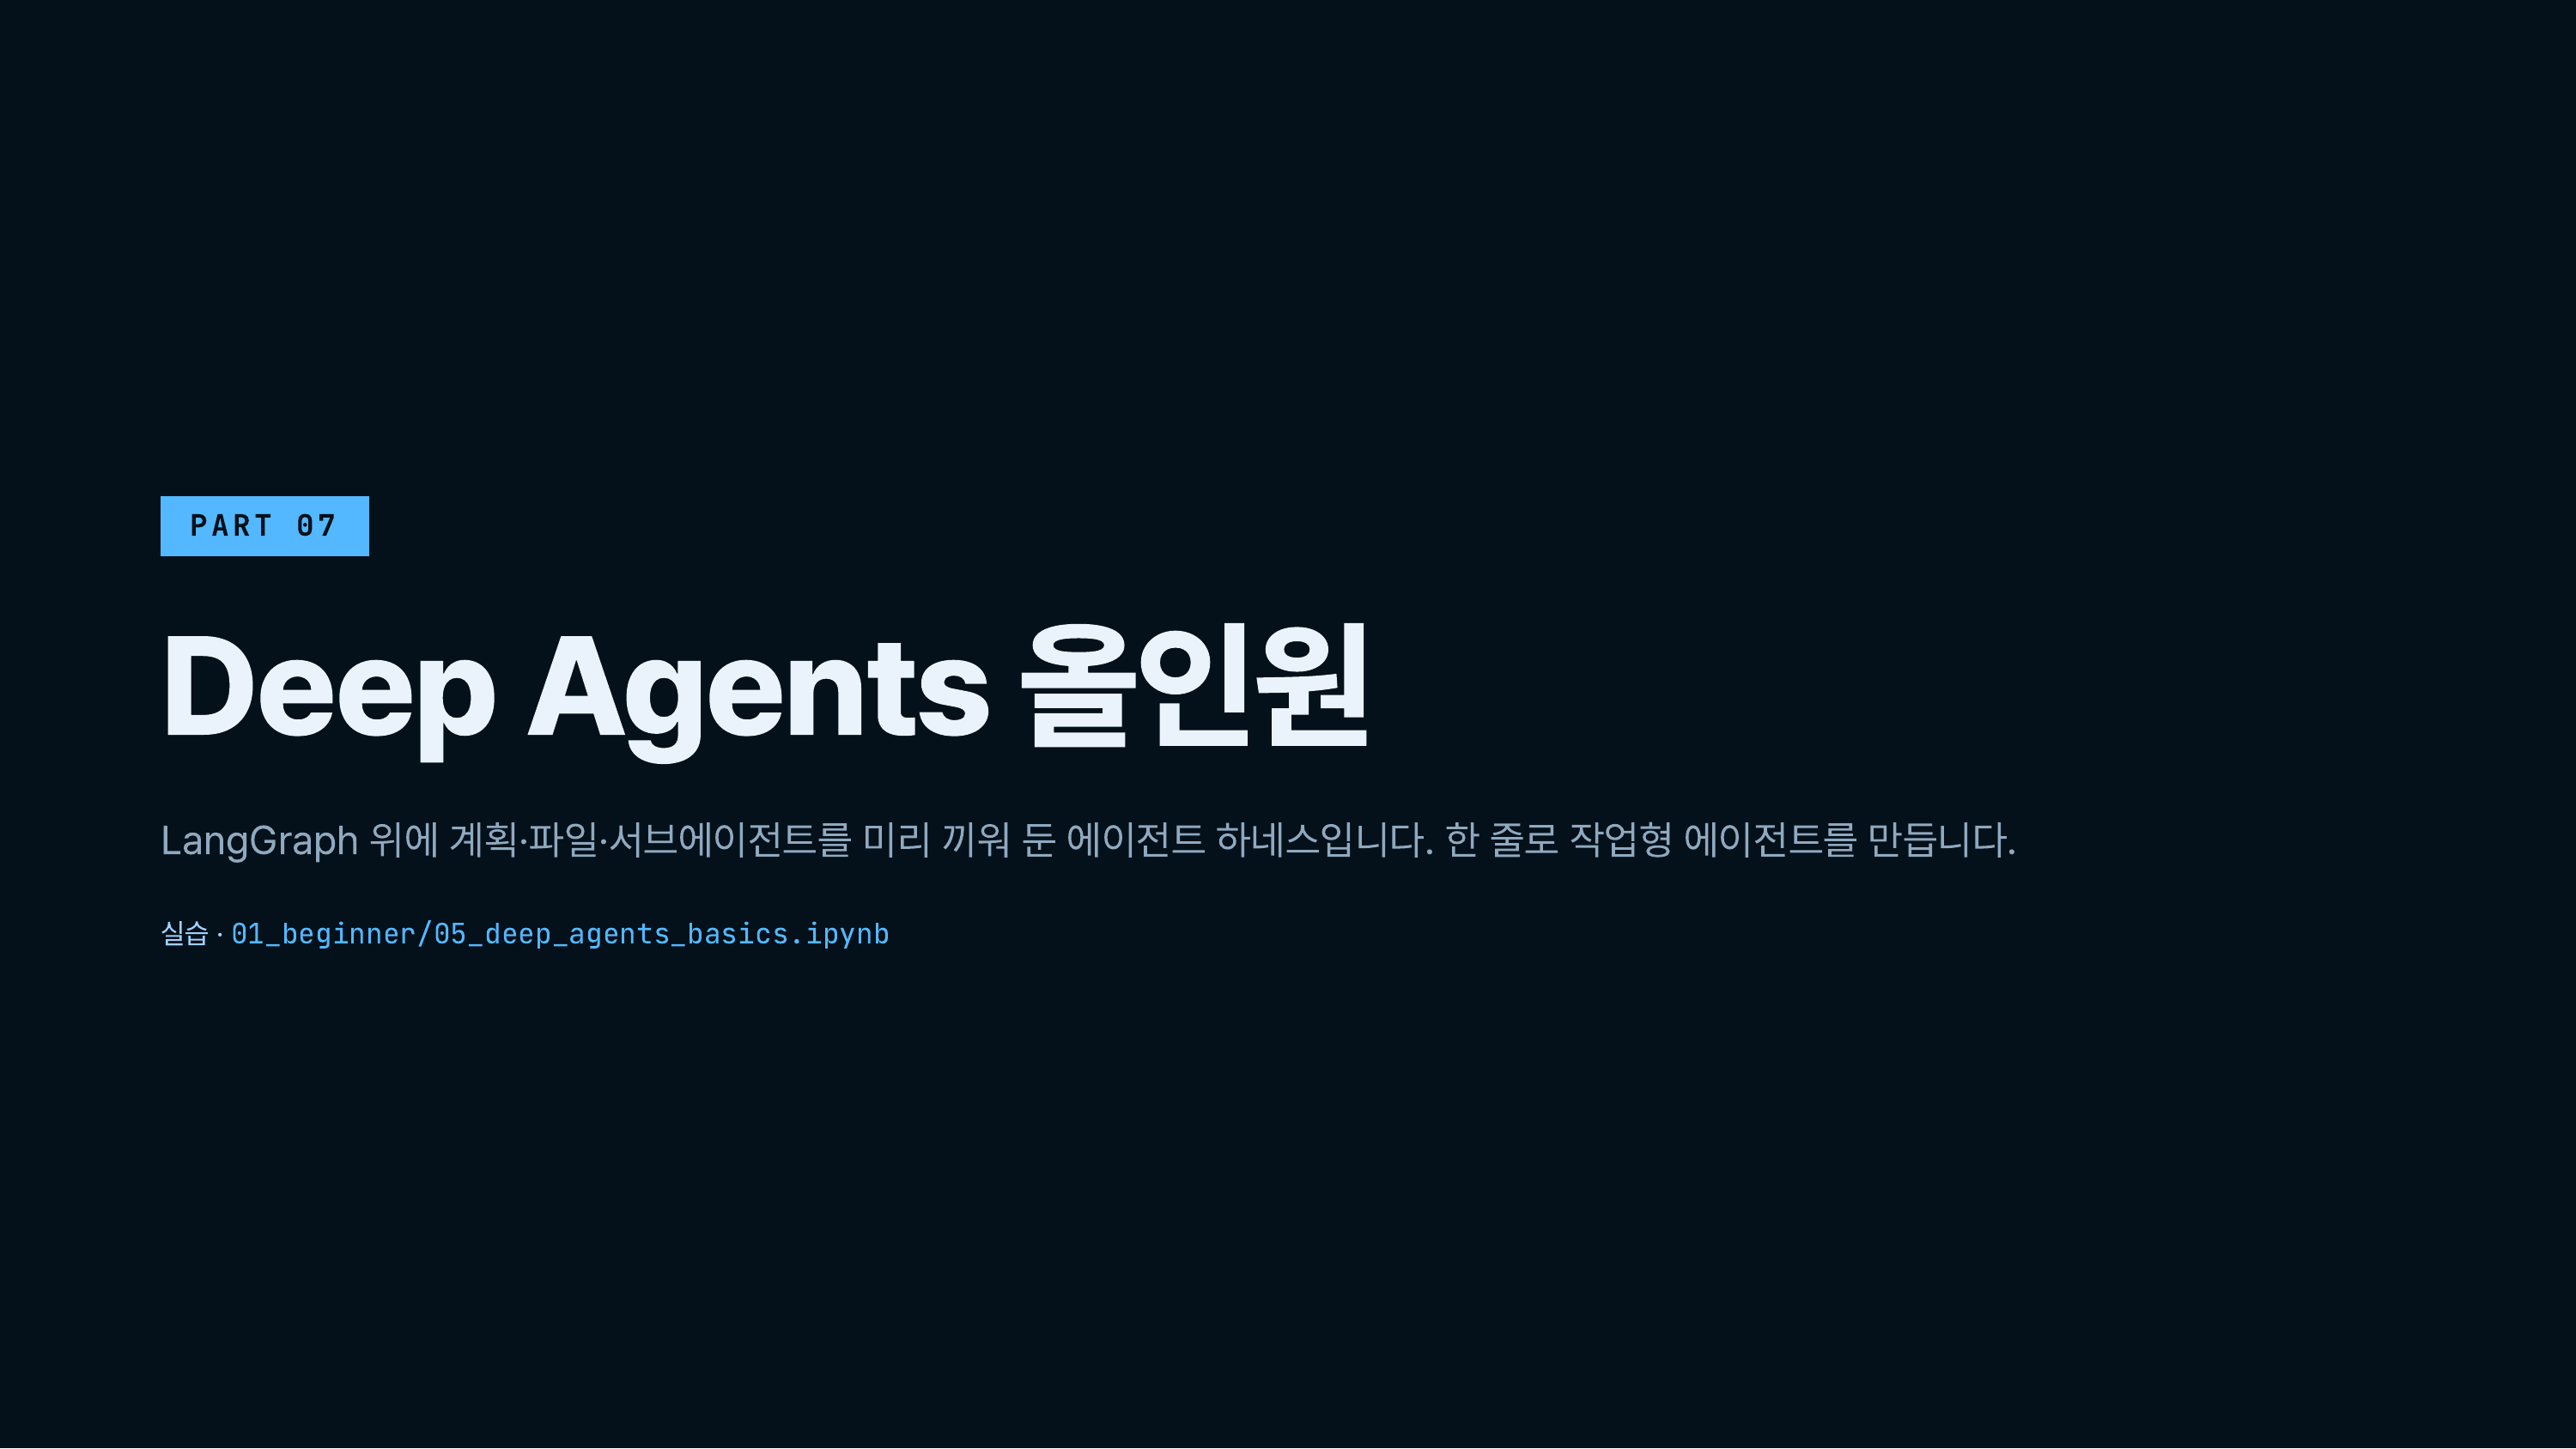 PART 07
Deep Agents 올인원
LangGraph 위에 계획·파일·서브에이전트를 미리 끼워 둔 에이전트 하네스입니다. 한 줄로 작업형 에이전트를 만듭니다.
실습 · 01_beginner/05_deep_agents_basics.ipynb